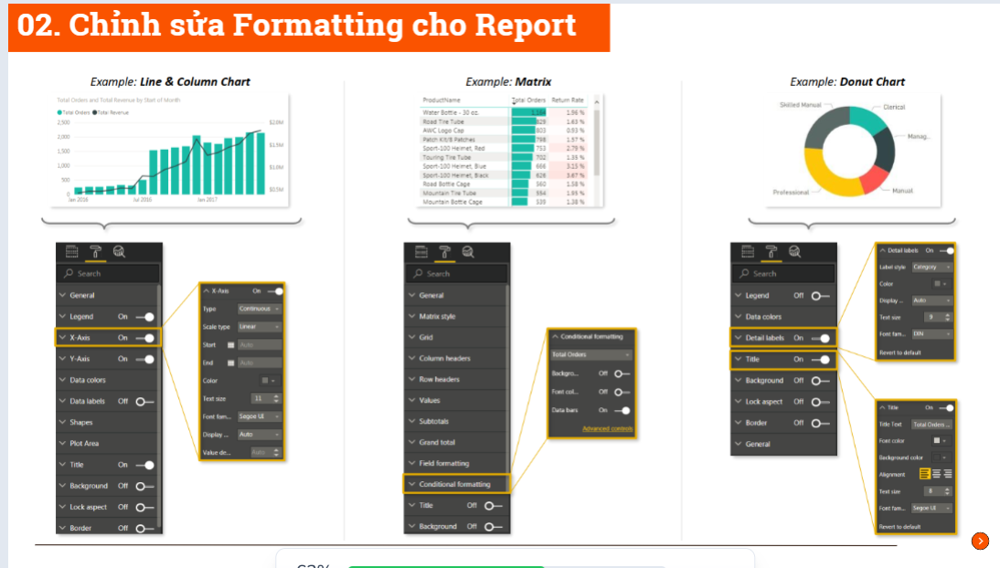 02. Chỉnh sửa Formatting cho Report
Example: Line & Column Chart
Total Orders and Total Revenue by Start of Month
Total Orders Total Revenue
2,500
2,000
1,500
1,000
500
0
$2.0M
$1.5M
$1.0M
$0.5M
Jan 2016 Jul 2016 Jan 2017
Search
General
Legend On
X-Axis On
Y-Axis On
Data colors
Data labels Off
Shapes
Plot Area
Title On
Background Off
Lock aspect Off
Border Off
X-Axis On
Type Continuous
Scale type Linear
Start Auto
End Auto
Color
Text size 11
Font fam... Segoe UI
Display ... Auto
Value de... Auto
Example: Matrix
ProductName Total Orders Return Rate
Water Bottle - 30 oz. 1,164 1.96 %
Road Tire Tube 829 1.63 %
AWC Logo Cap 803 0.93 %
Patch Kit/8 Patches 798 1.57 %
Sport-100 Helmet, Red 753 2.79 %
Touring Tire Tube 702 1.35 %
Sport-100 Helmet, Blue 666 3.15 %
Sport-100 Helmet, Black 626 3.67 %
Road Bottle Cage 560 1.58 %
Mountain Tire Tube 554 1.95 %
Mountain Bottle Cage 539 1.38 %
Search
General
Matrix style
Grid
Column headers
Row headers
Values
Subtotals
Grand total
Field formatting
Conditional formatting
Title Off
Background Off
Conditional formatting
Total Orders
Backgro... Off
Font col... Off
Data bars On
Advanced controls
Example: Donut Chart
Skilled Manual
Clerical
Manag...
Manual
Professional
Search
Legend Off
Data colors
Detail labels On
Title On
Background Off
Lock aspect Off
Border Off
General
Detail labels On
Label style Category
Color
Display ... Auto
Text size 9
Font fam... DIN
Revert to default
Title On
Title Text Total Orders ...
Font color
Background color
Alignment
Text size 8
Font fam... Segoe UI
Revert to default